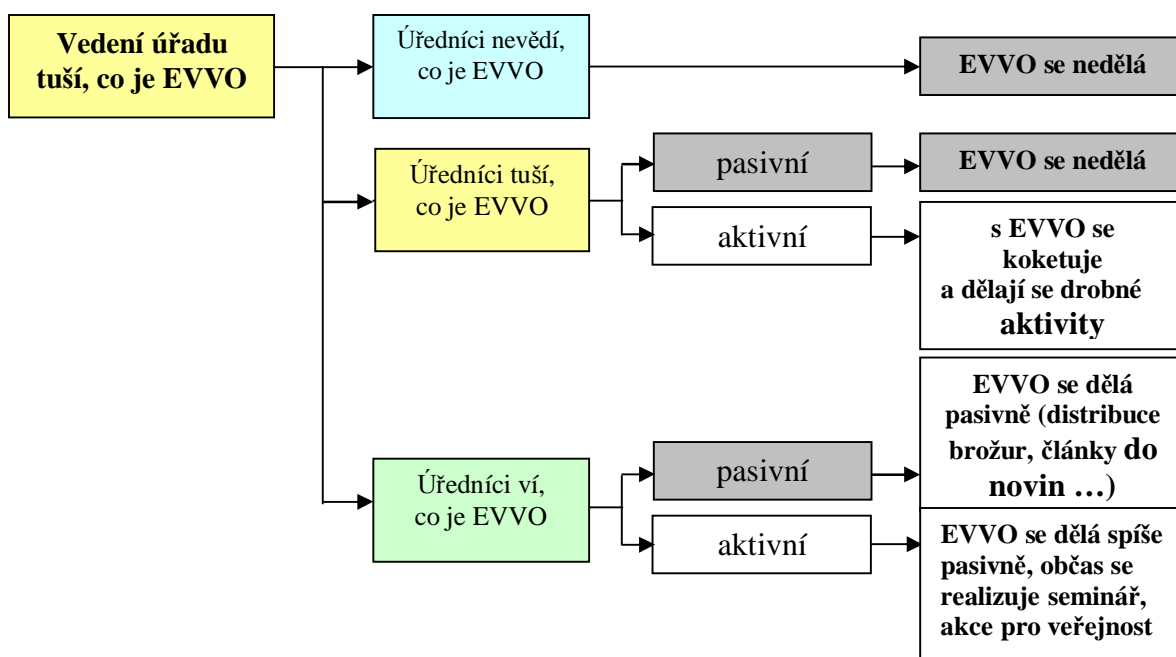 Vedení úřadu
tuší, co je EVVO
Úředníci nevědí,
co je EVVO
EVVO se nedělá
Úředníci tuší,
co je EVVO
pasivní
EVVO se nedělá
aktivní
s EVVO se
koketuje
a dělají se drobné
aktivity
Úředníci ví,
co je EVVO
pasivní
EVVO se dělá
pasivně (distribuce
brožur, články do
novin …)
aktivní
EVVO se dělá spíše
pasivně, občas se
realizuje seminář,
akce pro veřejnost